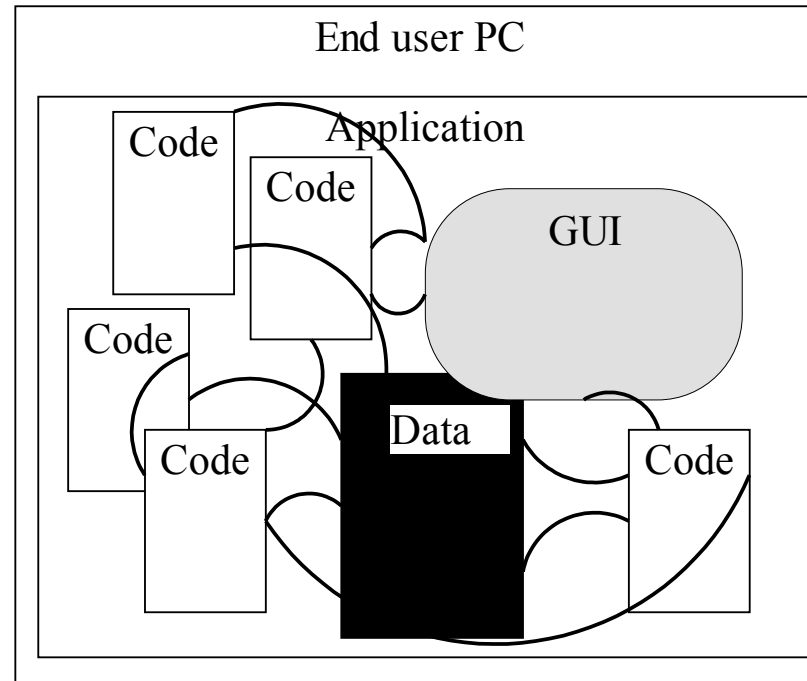 End user PC
Application
Code
Code
GUI
Code
Data
Code
Code